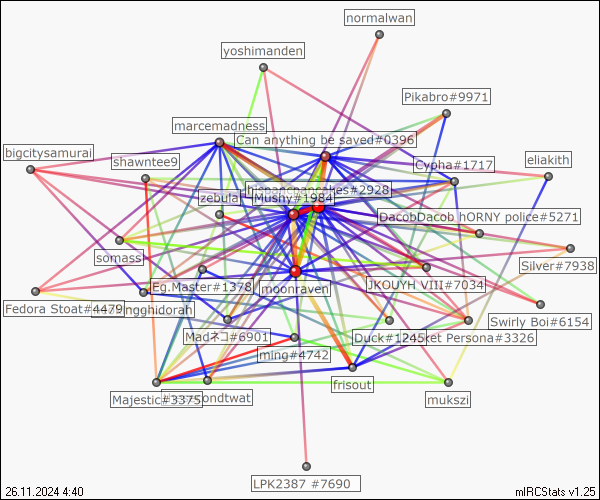 normalwan
yoshimanden
Pikabro#9971
marcemadness
Can anything be saved#0396
bigcitysamurai
shawntee9
Cypha#1717
eliakith
hispanicpancakes#2928
zebulal
Mushy#1984
DacobDacob hORNY police#5271
somass
Silver#7938
Eg.Master#1378
moonraven
JKOUYH VIII#7034
Fedora Stoat#4479
ngghidorah
Swirly Boi#6154
Madネコ#6901
Duck#1245
ket Persona#3326
ming#4742
frisout
Majestic#3375
ondtwat
mukszi
LPK2387 #7690
26.11.2024 4:40
mIRCStats v1.25